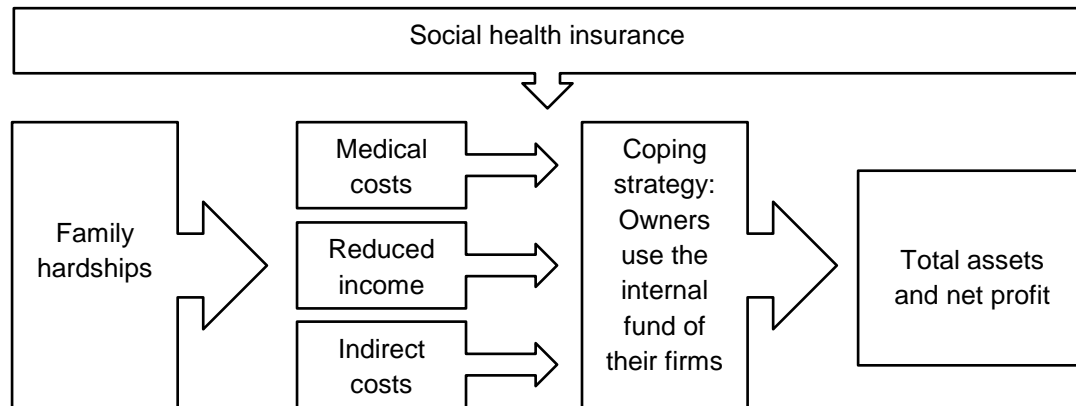 Social health insurance
Family
hardships
Medical
costs
Reduced
income
Indirect
costs
Coping
strategy:
Owners
use the
internal
fund of
their firms
Total assets
and net profit